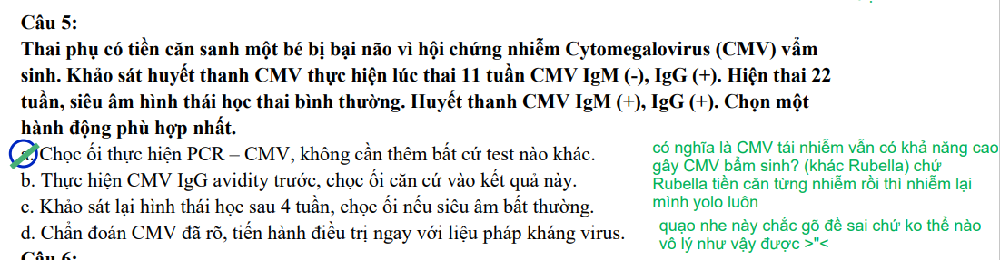 Câu 5:
Thai phụ có tiền căn sanh một bé bị bại não vì hội chứng nhiễm Cytomegalovirus (CMV) vẩm
sinh. Khảo sát huyết thanh CMV thực hiện lúc thai 11 tuần CMV IgM (-), IgG (+). Hiện thai 22
tuần, siêu âm hình thái học thai bình thường. Huyết thanh CMV IgM (+), IgG (+). Chọn một
hành động phù hợp nhất.
Chọc ối thực hiện PCR – CMV, không cần thêm bất cứ test nào khác.
b. Thực hiện CMV IgG avidity trước, chọc ối căn cứ vào kết quả này.
c. Khảo sát lại hình thái học sau 4 tuần, chọc ối nếu siêu âm bất thường.
d. Chẩn đoán CMV đã rõ, tiến hành điều trị ngay với liệu pháp kháng virus.
có nghĩa là CMV tái nhiễm vẫn có khả năng cao
gây CMV bẩm sinh? (khác Rubella) chứ
Rubella tiền căn từng nhiễm rồi thì nhiễm lại
mình yolo luôn
quạo nhe này chắc gõ đề sai chứ ko thể nào
vô lý như vậy được >"<
Câu 6: